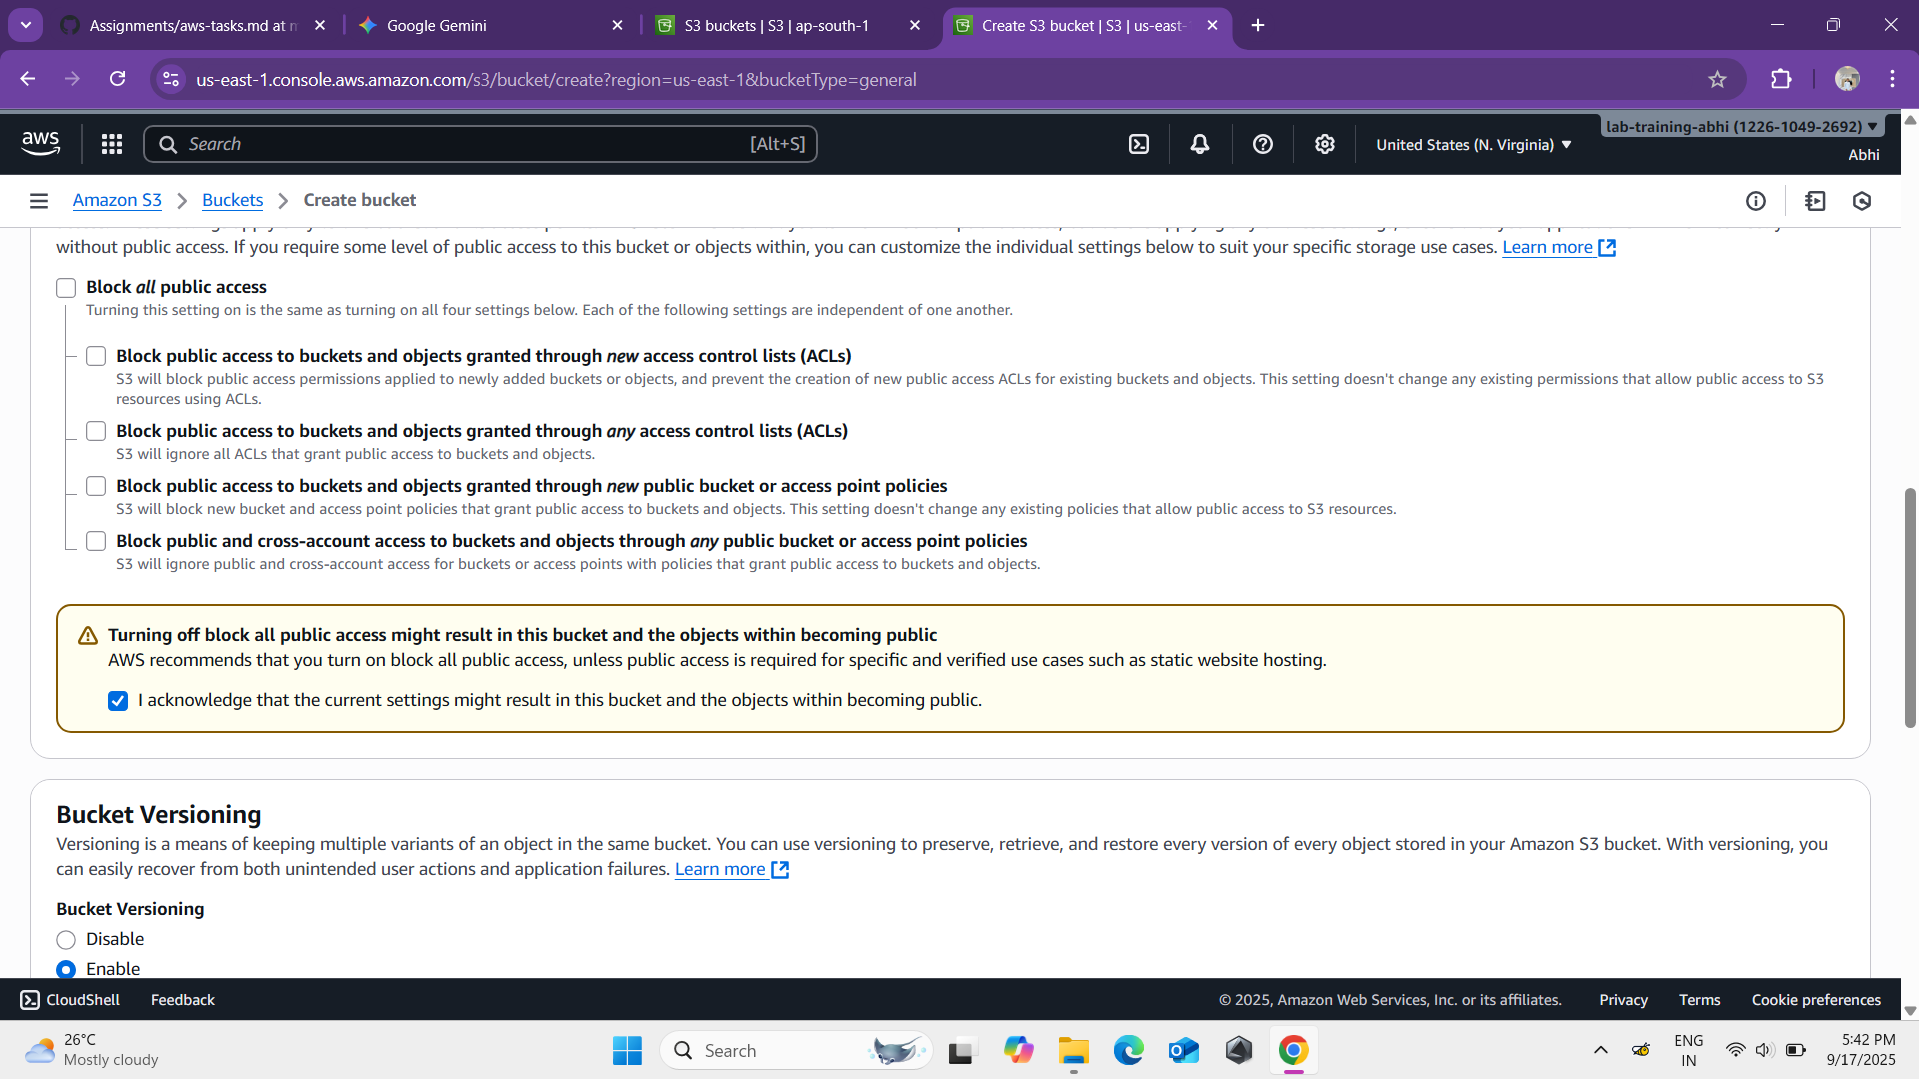 Assignments/aws-tasks.md at m
Google Gemini
S3 buckets | S3 | ap-south-1
Create S3 bucket | S3 | us-east-
us-east-1.console.aws.amazon.com/s3/bucket/create?region=us-east-1&bucketType=general
aws
Search
[Alt+S]
United States (N. Virginia)
lab-training-abhi (1226-1049-2692)
Abhi
Amazon S3
Buckets
Create bucket
without public access. If you require some level of public access to this bucket or objects within, you can customize the individual settings below to suit your specific storage use cases. Learn more
Block all public access
Turning this setting on is the same as turning on all four settings below. Each of the following settings are independent of one another.
Block public access to buckets and objects granted through new access control lists (ACLs)
S3 will block public access permissions applied to newly added buckets or objects, and prevent the creation of new public access ACLs for existing buckets and objects. This setting doesn't change any existing permissions that allow public access to S3
resources using ACLs.
Block public access to buckets and objects granted through any access control lists (ACLs)
S3 will ignore all ACLs that grant public access to buckets and objects.
Block public access to buckets and objects granted through new public bucket or access point policies
S3 will block new bucket and access point policies that grant public access to buckets and objects. This setting doesn't change any existing policies that allow public access to S3 resources.
Block public and cross-account access to buckets and objects through any public bucket or access point policies
S3 will ignore public and cross-account access for buckets or access points with policies that grant public access to buckets and objects.
Turning off block all public access might result in this bucket and the objects within becoming public
AWS recommends that you turn on block all public access, unless public access is required for specific and verified use cases such as static website hosting.
I acknowledge that the current settings might result in this bucket and the objects within becoming public.
Bucket Versioning
Versioning is a means of keeping multiple variants of an object in the same bucket. You can use versioning to preserve, retrieve, and restore every version of every object stored in your Amazon S3 bucket. With versioning, you
can easily recover from both unintended user actions and application failures. Learn more
Bucket Versioning
Disable
Enable
CloudShell
Feedback
© 2025, Amazon Web Services, Inc. or its affiliates.
Privacy
Terms
Cookie preferences
26°C
Mostly cloudy
Search
ENG
IN
5:42 PM
9/17/2025